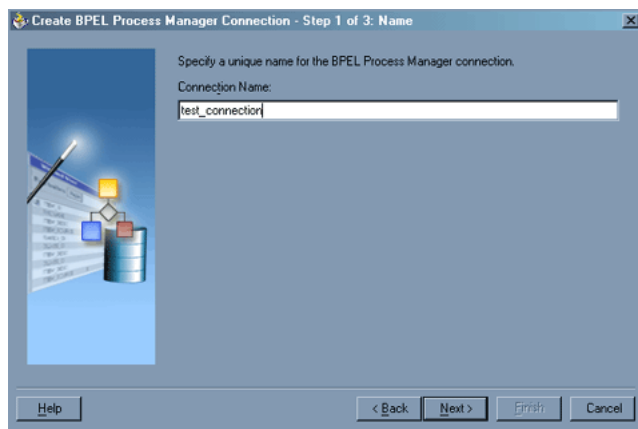 Create BPEL Process Manager Connection - Step 1 of 3: Name
Specify a unique name for the BPEL Process Manager connection.
Connection Name:
test_connection
Help
< Back
Next >
Finish
Cancel